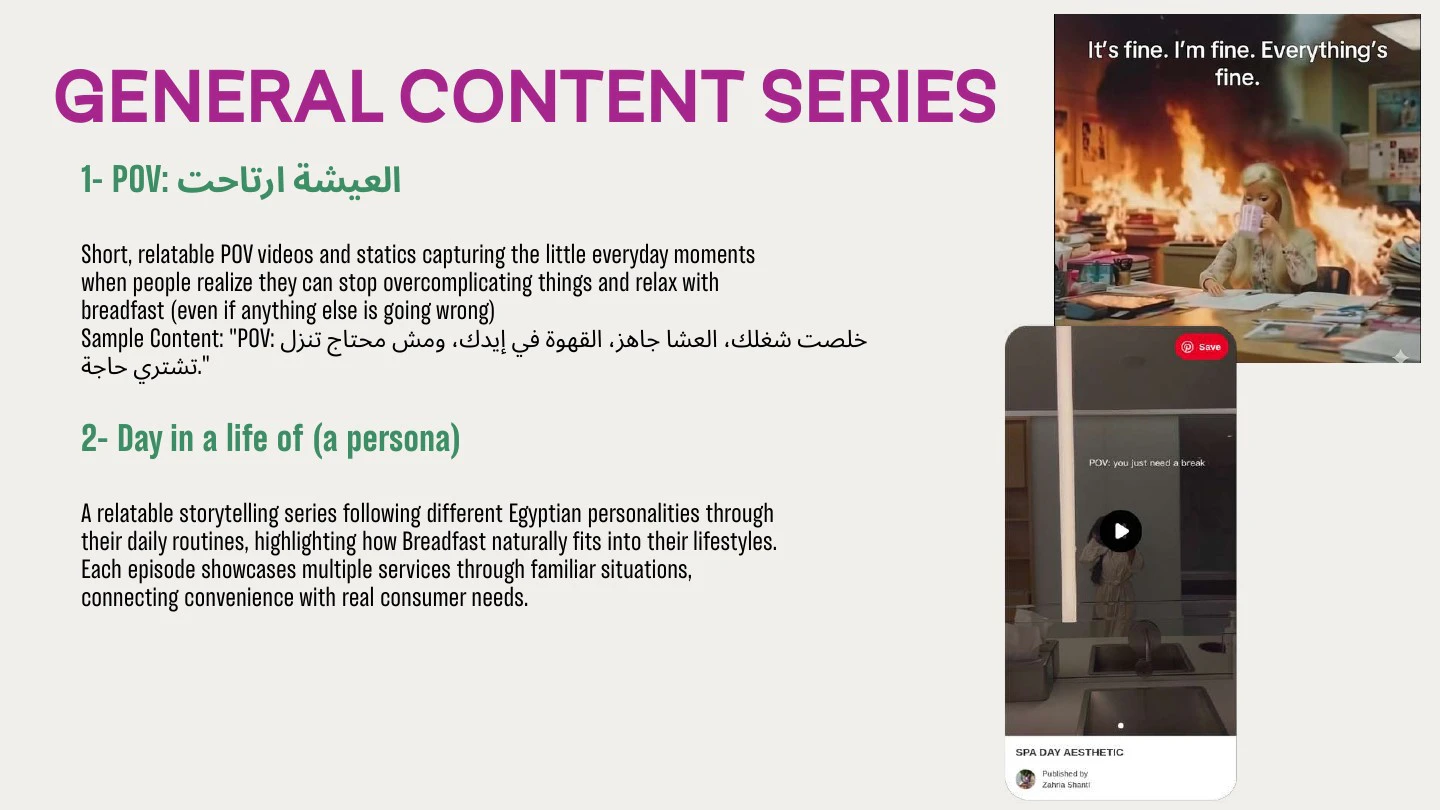 GENERAL CONTENT SERIES
1- POV: العيشة ارتاحت
Short, relatable POV videos and statics capturing the little everyday moments
when people realize they can stop overcomplicating things and relax with
breadfast (even if anything else is going wrong)
Sample Content: "POV: خلصت شغلك، العشا جاهز، القهوة في إيدك، ومش محتاج تنزل
تشتري حاجة."
2- Day in a life of (a persona)
A relatable storytelling series following different Egyptian personalities through
their daily routines, highlighting how Breadfast naturally fits into their lifestyles.
Each episode showcases multiple services through familiar situations,
connecting convenience with real consumer needs.
It's fine. I'm fine. Everything's
fine.
Save
POV: you just need a break
SPA DAY AESTHETIC
Published by
Zahria Shanti